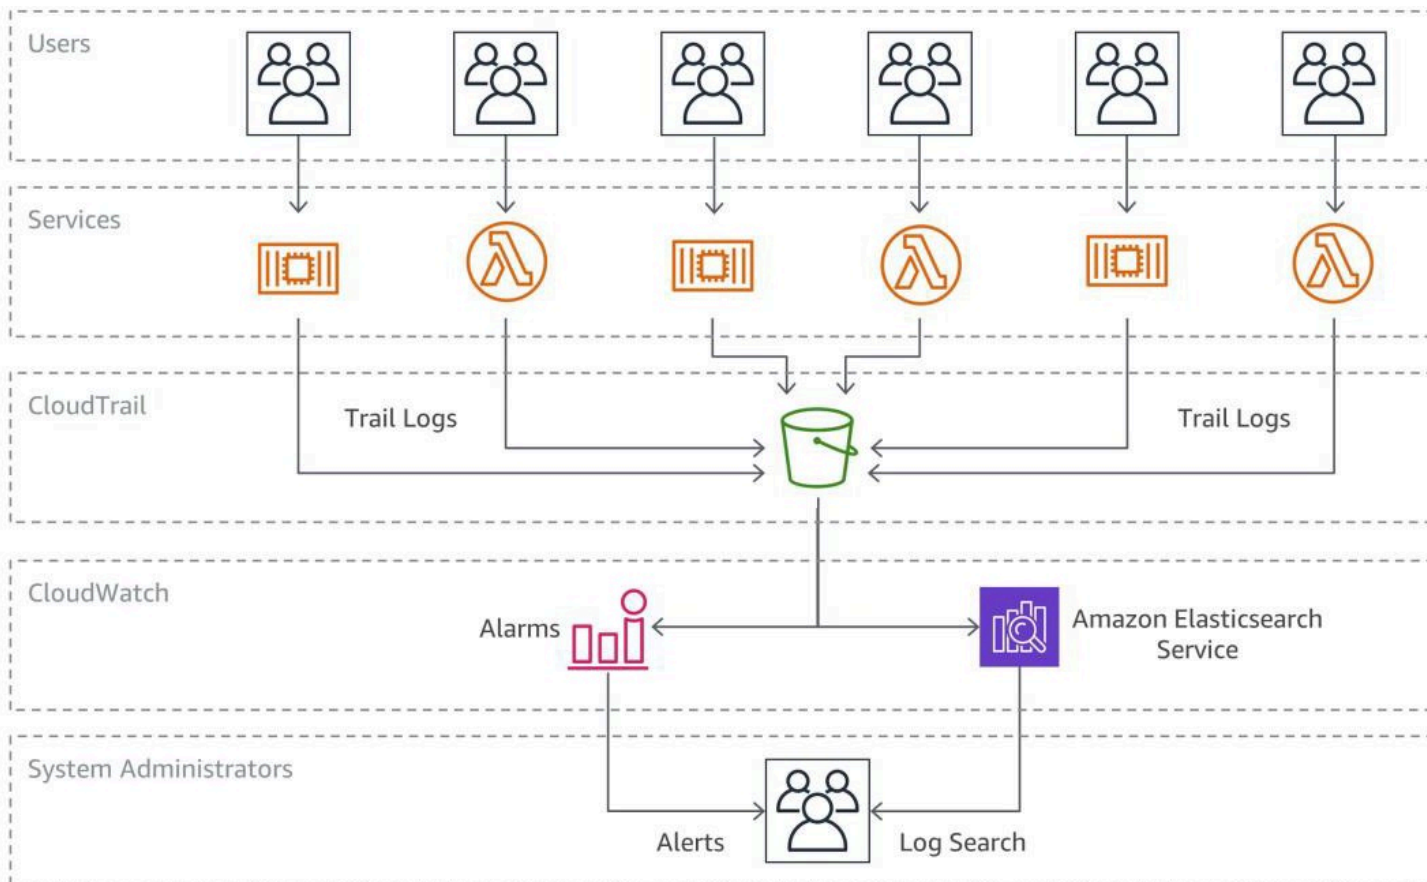 Users
Services
CloudTrail
Trail Logs
Trail Logs
CloudWatch
Alarms
Amazon Elasticsearch
Service
System Administrators
Alerts
Log Search